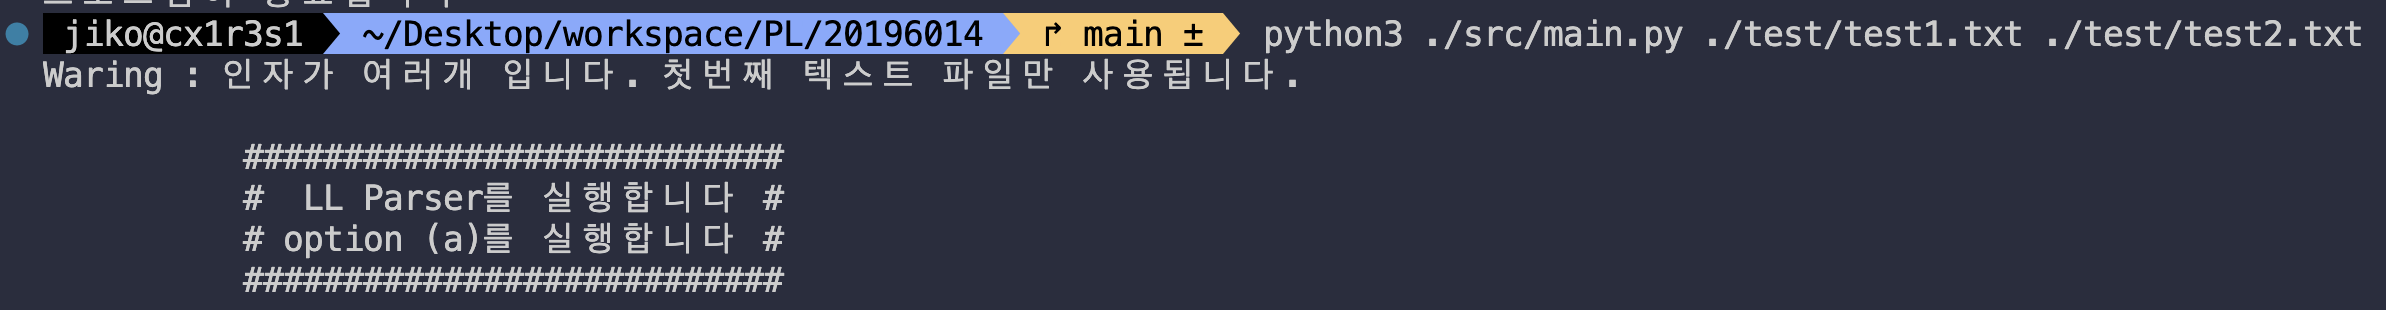 jiko@cx1r3s1 ~/Desktop/workspace/PL/20196014 main ± python3 ./src/main.py ./test/test1.txt ./test/test2.txt
Waring : 인자가 여러개 입니다. 첫번째 텍스트 파일만 사용됩니다.
###########################
# LL Parser를 실행합니다 #
# option (a)를 실행합니다 #
###########################